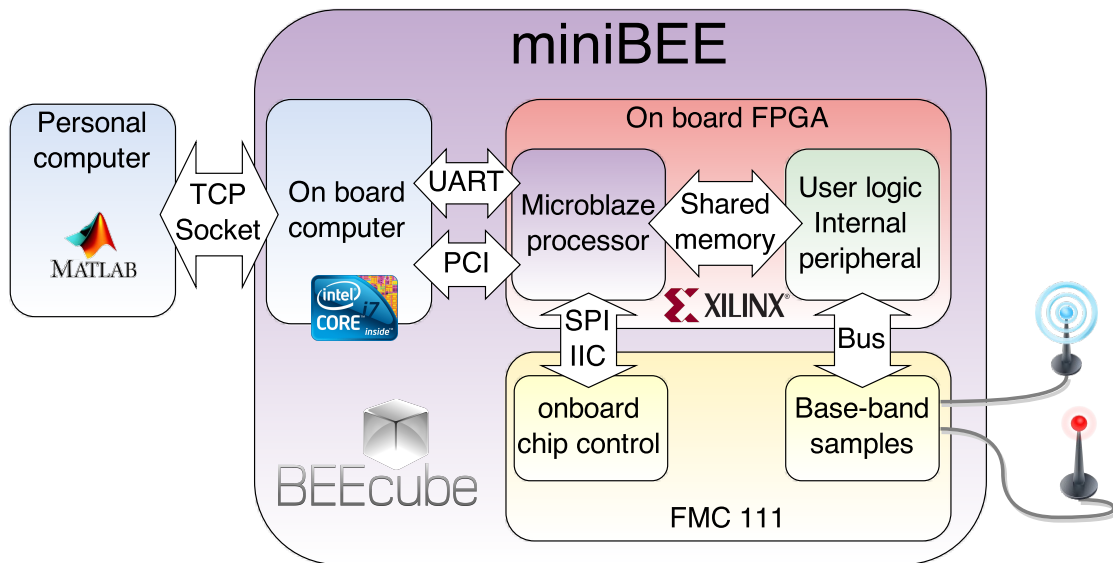 miniBEE
Personal
computer
MATLAB
TCP
Socket
On board
computer
intel
CORE i7
inside™
UART
PCI
On board FPGA
Microblaze
processor
Shared
memory
User logic
Internal
peripheral
XILINX®
SPI
IIC
Bus
onboard
chip control
Base-band
samples
FMC 111
BEEcube